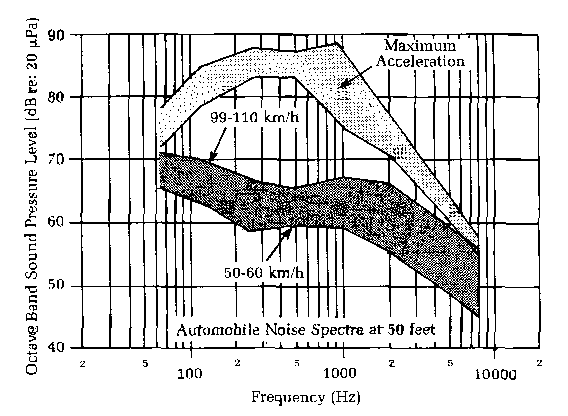 Octave Band Sound Pressure Level (dB re: 20 µPa)
90
80
70
60
50
40
Maximum
Acceleration
99-110 km/h
50-60 km/h
Automobile Noise Spectra at 50 feet
2 5 100 2 5 1000 2 5 10000 2
Frequency (Hz)